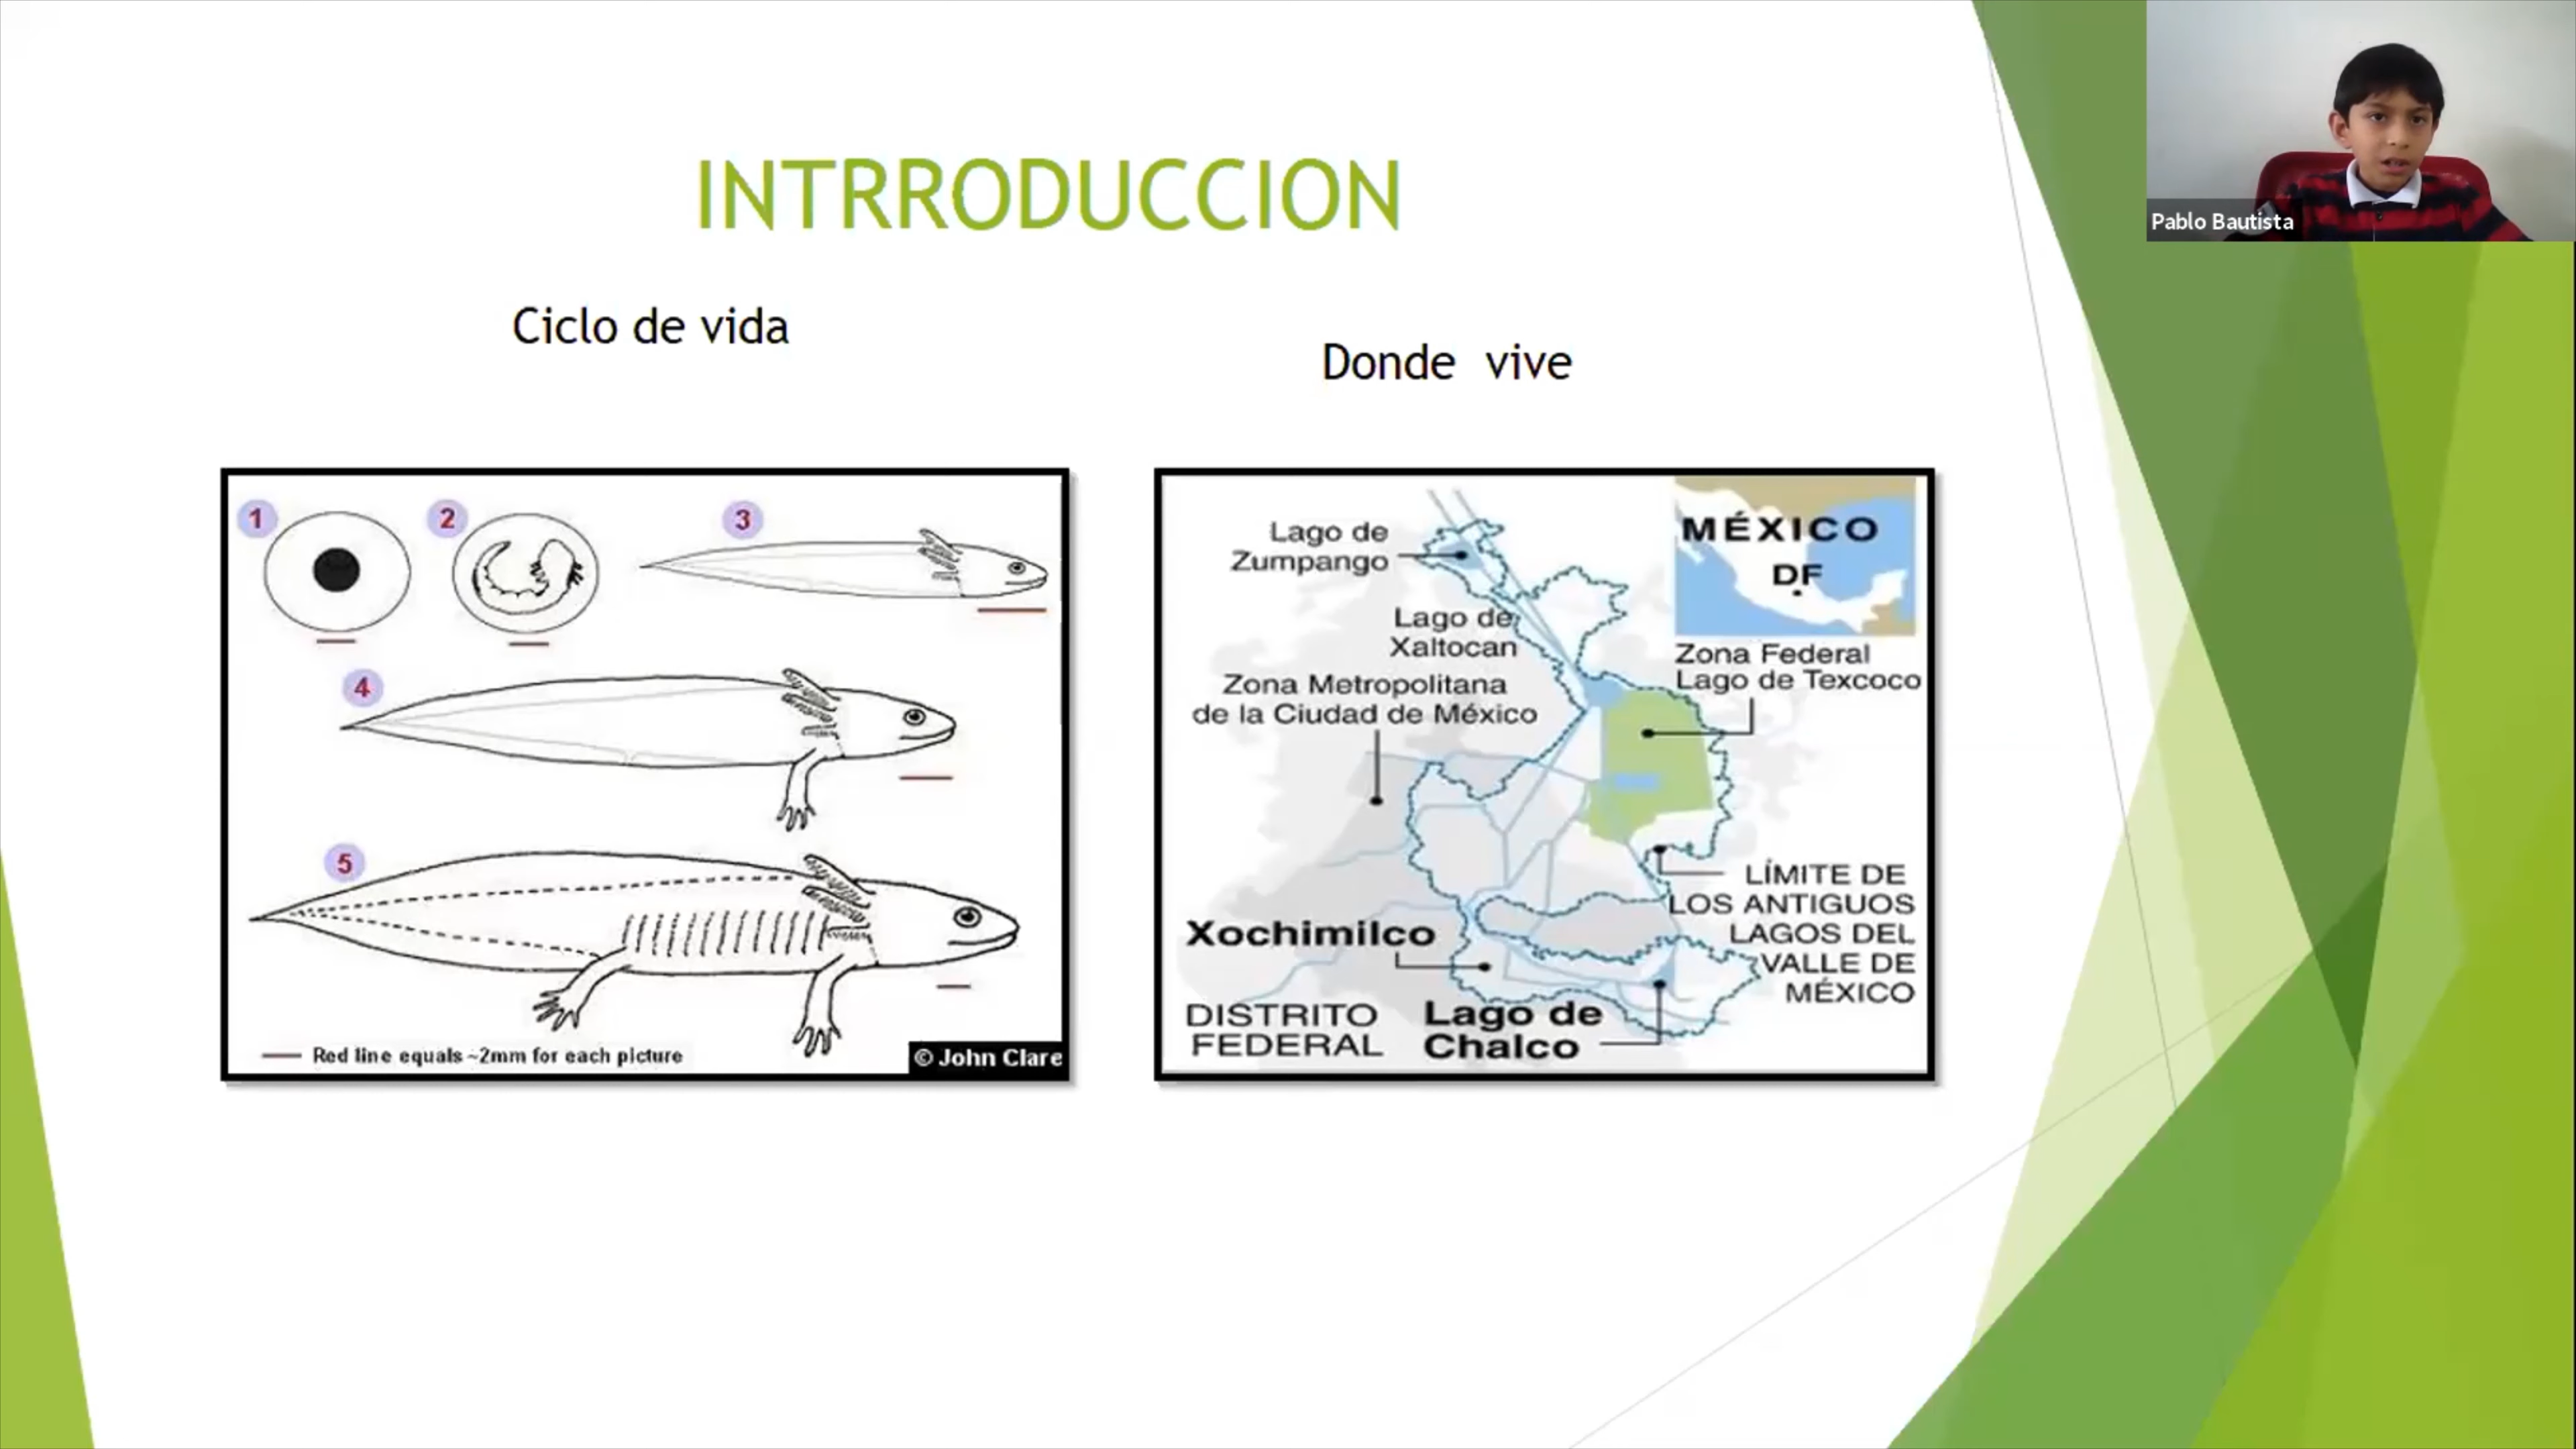 INTRRODUCCION
Pablo Bautista
Ciclo de vida
Donde vive
1
2
3
4
5
Red line equals ~2mm for each picture
© John Clare
Lago de
Zumpango
MÉXICO
DF
Lago de
Xaltocan
Zona Federal
Lago de Texcoco
Zona Metropolitana
de la Ciudad de México
LÍMITE DE
LOS ANTIGUOS
LAGOS DEL
VALLE DE
MÉXICO
Xochimilco
DISTRITO
FEDERAL
Lago de
Chalco